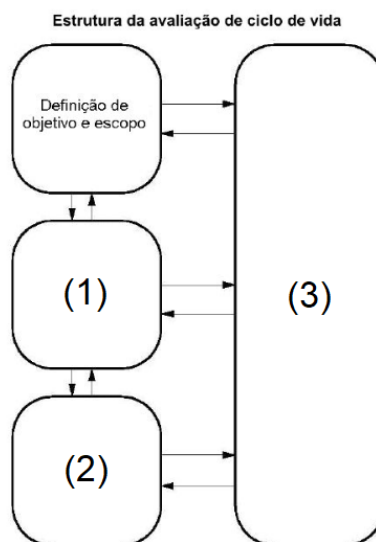 Estrutura da avaliação de ciclo de vida
Definição de
objetivo e escopo
(1)
(3)
(2)